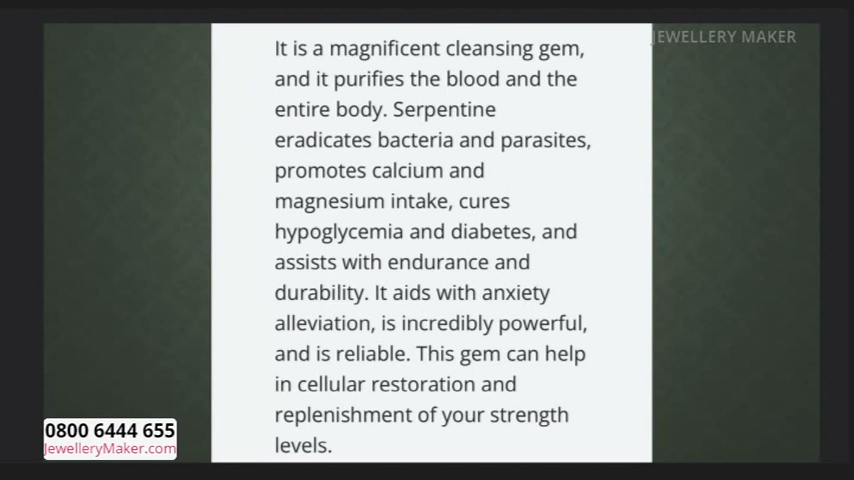 JEWELLERY MAKER
It is a magnificent cleansing gem,
and it purifies the blood and the
entire body. Serpentine
eradicates bacteria and parasites,
promotes calcium and
magnesium intake, cures
hypoglycemia and diabetes, and
assists with endurance and
durability. It aids with anxiety
alleviation, is incredibly powerful,
and is reliable. This gem can help
in cellular restoration and
replenishment of your strength
levels.
0800 6444 655
JewelleryMaker.com